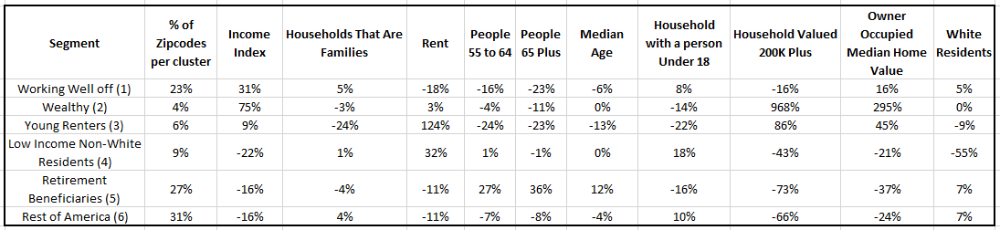 Segment % of Zipcodes per cluster Income Index Households That Are Families Rent People 55 to 64 People 65 Plus Median Age Household with a person Under 18 Household Valued 200K Plus Owner Occupied Median Home Value White Residents
Working Well off (1) 23% 31% 5% -18% -16% -23% -6% 8% -16% 16% 5%
Wealthy (2) 4% 75% -3% 3% -4% -11% 0% -14% 968% 295% 0%
Young Renters (3) 6% 9% -24% 124% -24% -23% -13% -22% 86% 45% -9%
Low Income Non-White Residents (4) 9% -22% 1% 32% 1% -1% 0% 18% -43% -21% -55%
Retirement Beneficiaries (5) 27% -16% -4% -11% 27% 36% 12% -16% -73% -37% 7%
Rest of America (6) 31% -16% 4% -11% -7% -8% -4% 10% -66% -24% 7%